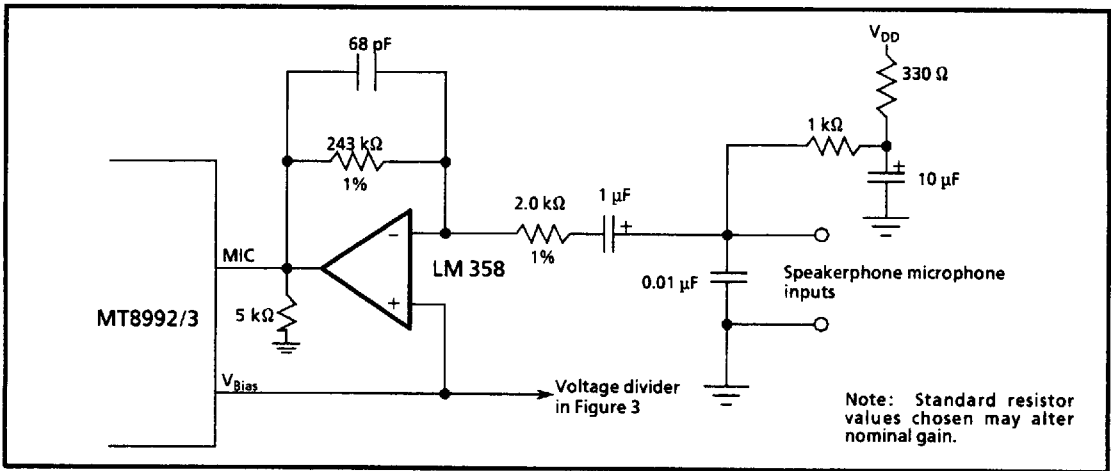 68 pF
V_DD
330 Ω
1 kΩ
243 kΩ
1%
10 μF
+
1 μF
2.0 kΩ
+
1%
−
MIC
LM 358
0.01 μF
Speakerphone microphone
inputs
+
5 kΩ
MT8992/3
V_Bias
Voltage divider
in Figure 3
Note: Standard resistor
values chosen may alter
nominal gain.